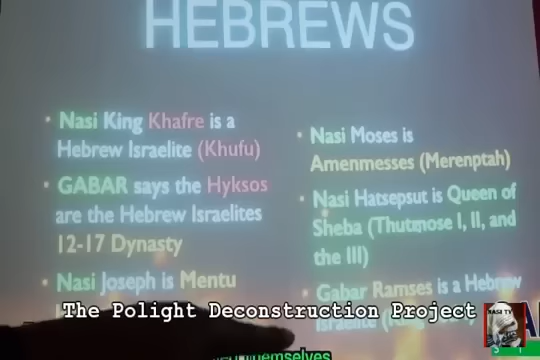 HEBREWS
• Nasi King Khafre is a
Hebrew Israelite (Khufu)
• GABAR says the Hyksos
are the Hebrew Israelites
12-17 Dynasty
• Nasi Joseph is Mentu
• Nasi Moses is
Amenmesses (Merenptah)
• Nasi Hatsepsut is Queen of
Sheba (Thutmose I, II, and
the III)
• Gabar Ramses is a Hebrew
Israelite
The Polight Deconstruction Project
NASI TV
themselves